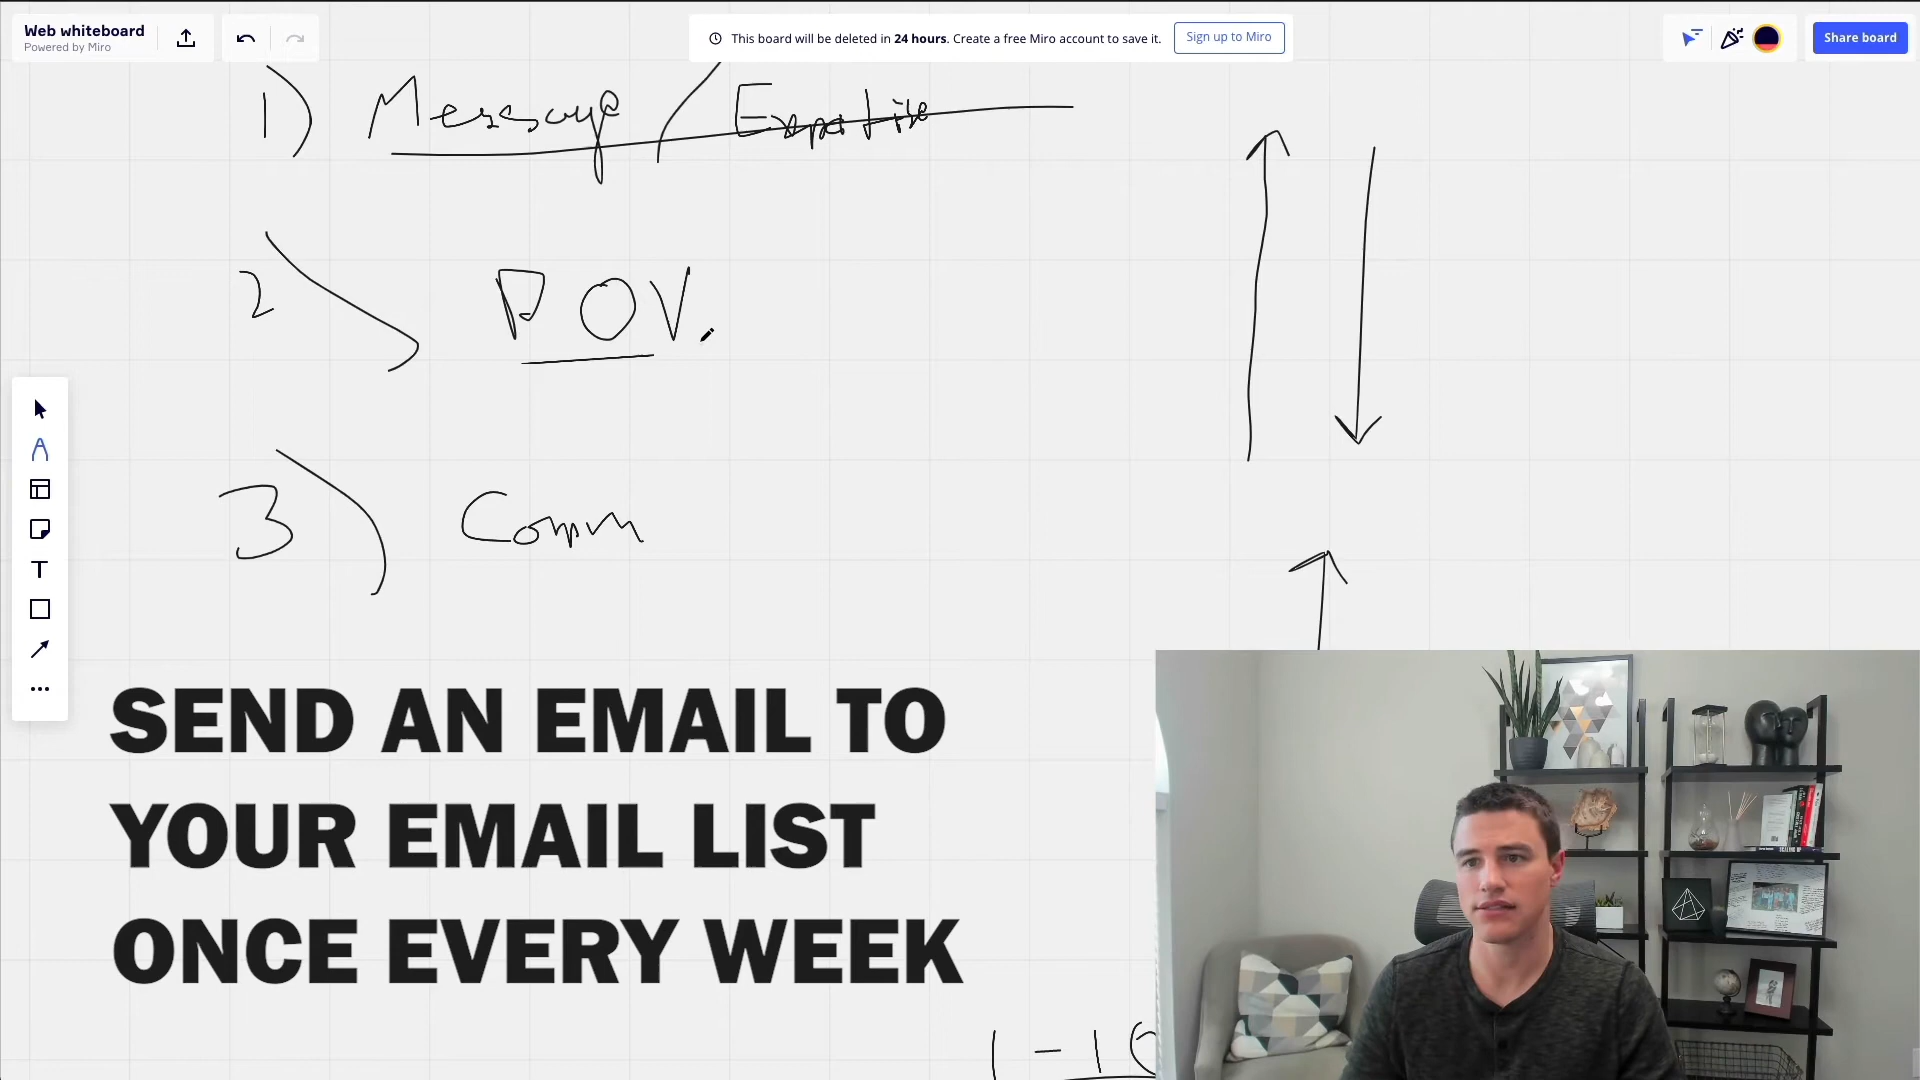 Web whiteboard
Powered by Miro
This board will be deleted in 24 hours. Create a free Miro account to save it.
Sign up to Miro
Share board
1) Message /
2) POV.
3) Comm
T
SEND AN EMAIL TO
YOUR EMAIL LIST
ONCE EVERY WEEK